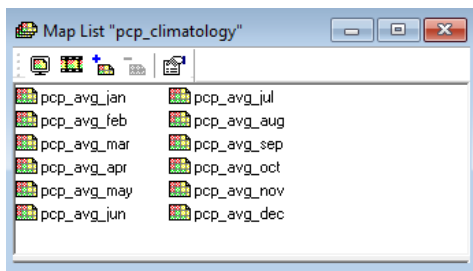 Map List "pcp_climatology"
pcp_avg_jan
pcp_avg_feb
pcp_avg_mar
pcp_avg_apr
pcp_avg_may
pcp_avg_jun
pcp_avg_jul
pcp_avg_aug
pcp_avg_sep
pcp_avg_oct
pcp_avg_nov
pcp_avg_dec